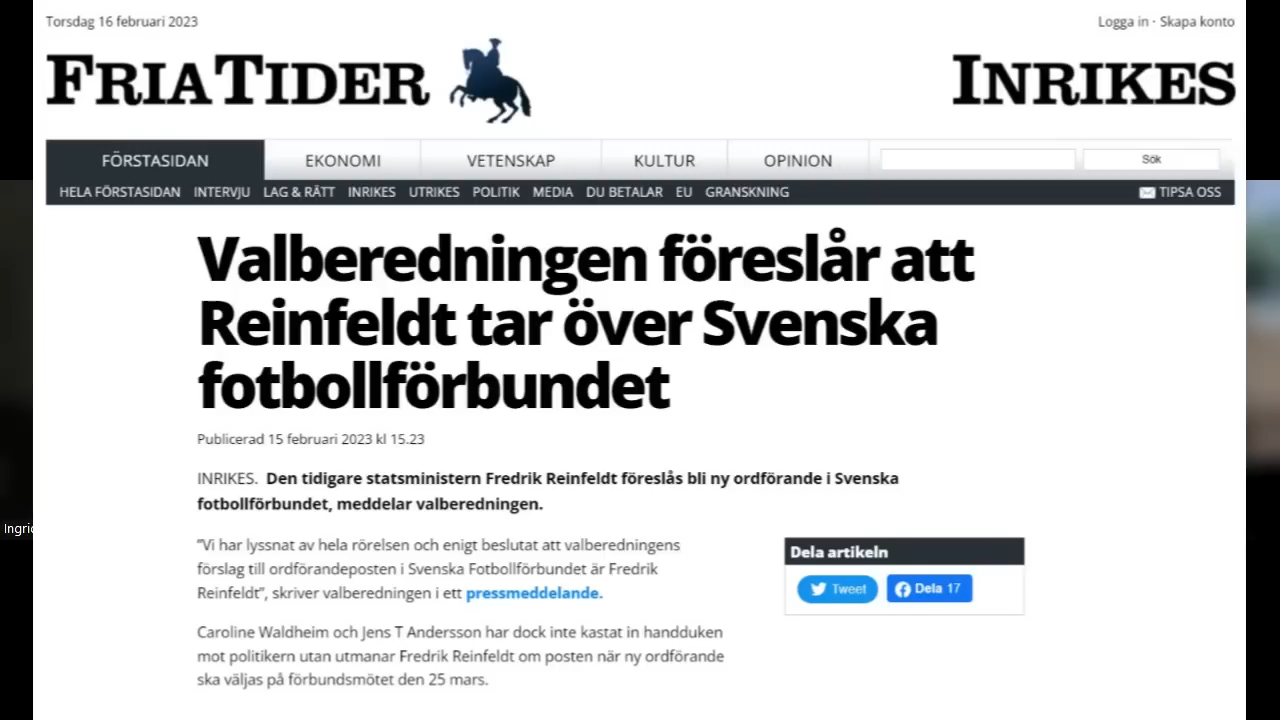 Torsdag 16 februari 2023
Logga in · Skapa konto
FRIA TIDER
INRIKES
FÖRSTASIDAN EKONOMI VETENSKAP KULTUR OPINION Sök
HELA FÖRSTASIDAN INTERVJU LAG & RÄTT INRIKES UTRIKES POLITIK MEDIA DU BETALAR EU GRANSKNING TIPSA OSS
Valberedningen föreslår att
Reinfeldt tar över Svenska
fotbollförbundet
Publicerad 15 februari 2023 kl 15.23
INRIKES. Den tidigare statsministern Fredrik Reinfeldt föreslås bli ny ordförande i Svenska
fotbollförbundet, meddelar valberedningen.
"Vi har lyssnat av hela rörelsen och enigt beslutat att valberedningens
förslag till ordförandeposten i Svenska Fotbollförbundet är Fredrik
Reinfeldt", skriver valberedningen i ett pressmeddelande.
Caroline Waldheim och Jens T Andersson har dock inte kastat in handduken
mot politikern utan utmanar Fredrik Reinfeldt om posten när ny ordförande
ska väljas på förbundsmötet den 25 mars.
Dela artikeln
Tweet Dela 17